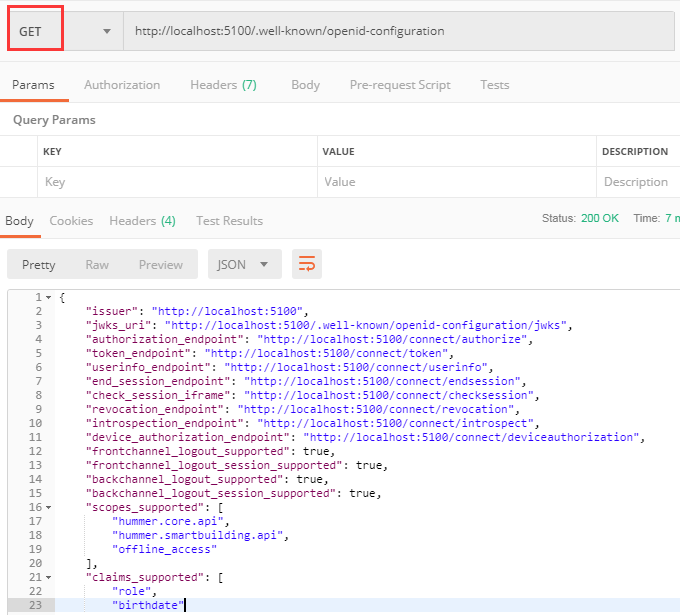 GET http://localhost:5100/.well-known/openid-configuration
Params Authorization Headers (7) Body Pre-request Script Tests
Query Params
KEY VALUE DESCRIPTION
Key Value Description
Body Cookies Headers (4) Test Results Status: 200 OK Time: 7 m
Pretty Raw Preview JSON
1 {
2 "issuer": "http://localhost:5100",
3 "jwks_uri": "http://localhost:5100/.well-known/openid-configuration/jwks",
4 "authorization_endpoint": "http://localhost:5100/connect/authorize",
5 "token_endpoint": "http://localhost:5100/connect/token",
6 "userinfo_endpoint": "http://localhost:5100/connect/userinfo",
7 "end_session_endpoint": "http://localhost:5100/connect/endsession",
8 "check_session_iframe": "http://localhost:5100/connect/checksession",
9 "revocation_endpoint": "http://localhost:5100/connect/revocation",
10 "introspection_endpoint": "http://localhost:5100/connect/introspect",
11 "device_authorization_endpoint": "http://localhost:5100/connect/deviceauthorization",
12 "frontchannel_logout_supported": true,
13 "frontchannel_logout_session_supported": true,
14 "backchannel_logout_supported": true,
15 "backchannel_logout_session_supported": true,
16 "scopes_supported": [
17 "hummer.core.api",
18 "hummer.smartbuilding.api",
19 "offline_access"
20 ],
21 "claims_supported": [
22 "role",
23 "birthdate"